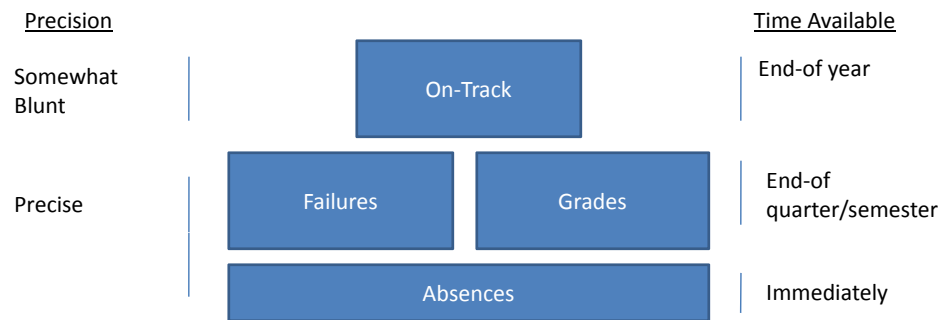 Precision
Time Available
Somewhat
Blunt
On-Track
End-of year
Precise
Failures
Grades
End-of
quarter/semester
Absences
Immediately